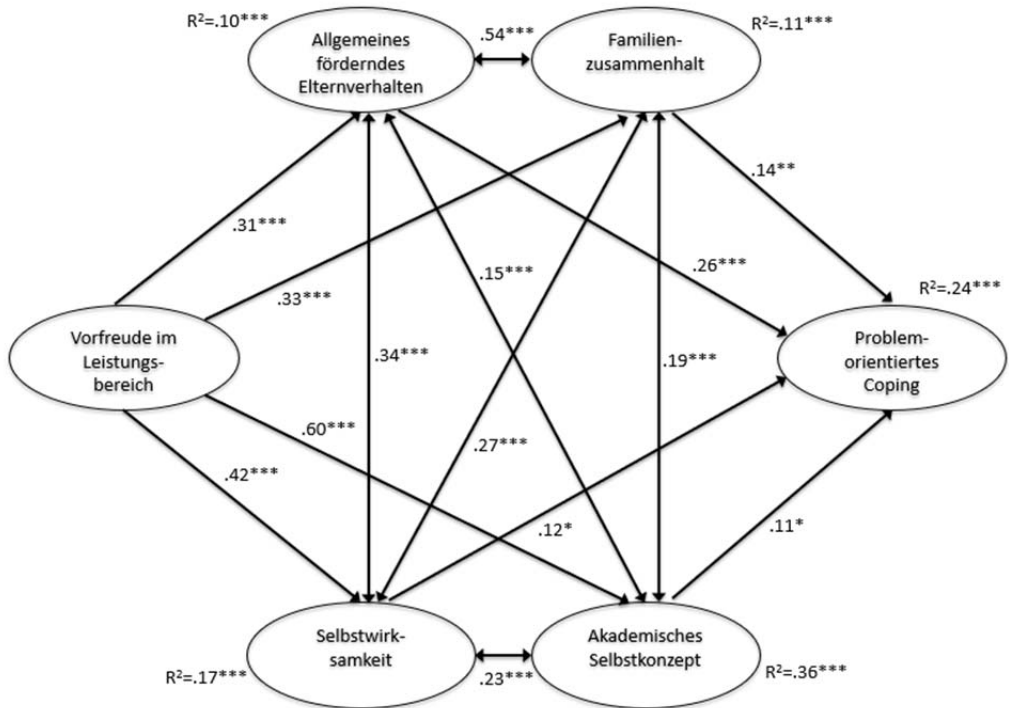 R²=.10***
Allgemeines
förderndes
Elternverhalten
.54***
Familien-
zusammenhalt
R²=.11***
.14**
.31***
.15***
.26***
.33***
R²=.24***
Vorfreude im
Leistungs-
bereich
.34***
.19***
Problem-
orientiertes
Coping
.60***
.42***
.27***
.12*
.11*
Selbstwirk-
samkeit
Akademisches
Selbstkonzept
R²=.17***
.23***
R²=.36***